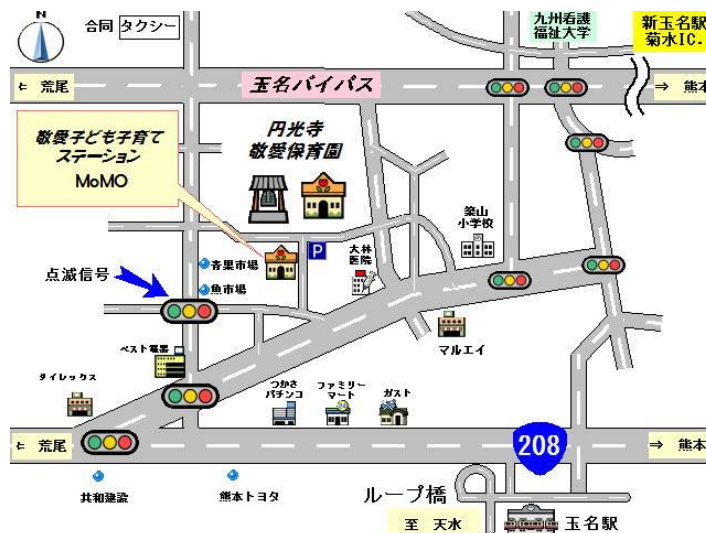 N
合同 タクシー
九州看護
福祉大学
新玉名駅
菊水IC.
⇐ 荒尾
玉名バイパス
⇒ 熊本
敬愛子ども子育て
ステーション
MoMO
円光寺
敬愛保育園
築山
小学校
青果市場
P
大林
医院
点滅信号
魚市場
マルエイ
ベスト電器
ダイレックス
つかさ
パチンコ
ファミリー
マート
ガスト
⇐ 荒尾
208
⇒ 熊本
共和建設
熊本トヨタ
ループ橋
至 天水
玉名駅